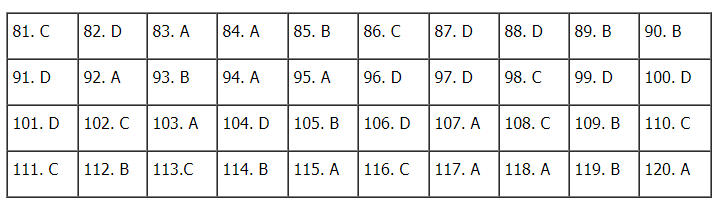 81. C 82. D 83. A 84. A 85. B 86. C 87. D 88. D 89. B 90. B
91. D 92. A 93. B 94. A 95. A 96. D 97. D 98. C 99. D 100. D
101. D 102. C 103. A 104. D 105. B 106. D 107. A 108. C 109. B 110. C
111. C 112. B 113.C 114. B 115. A 116. C 117. A 118. A 119. B 120. A